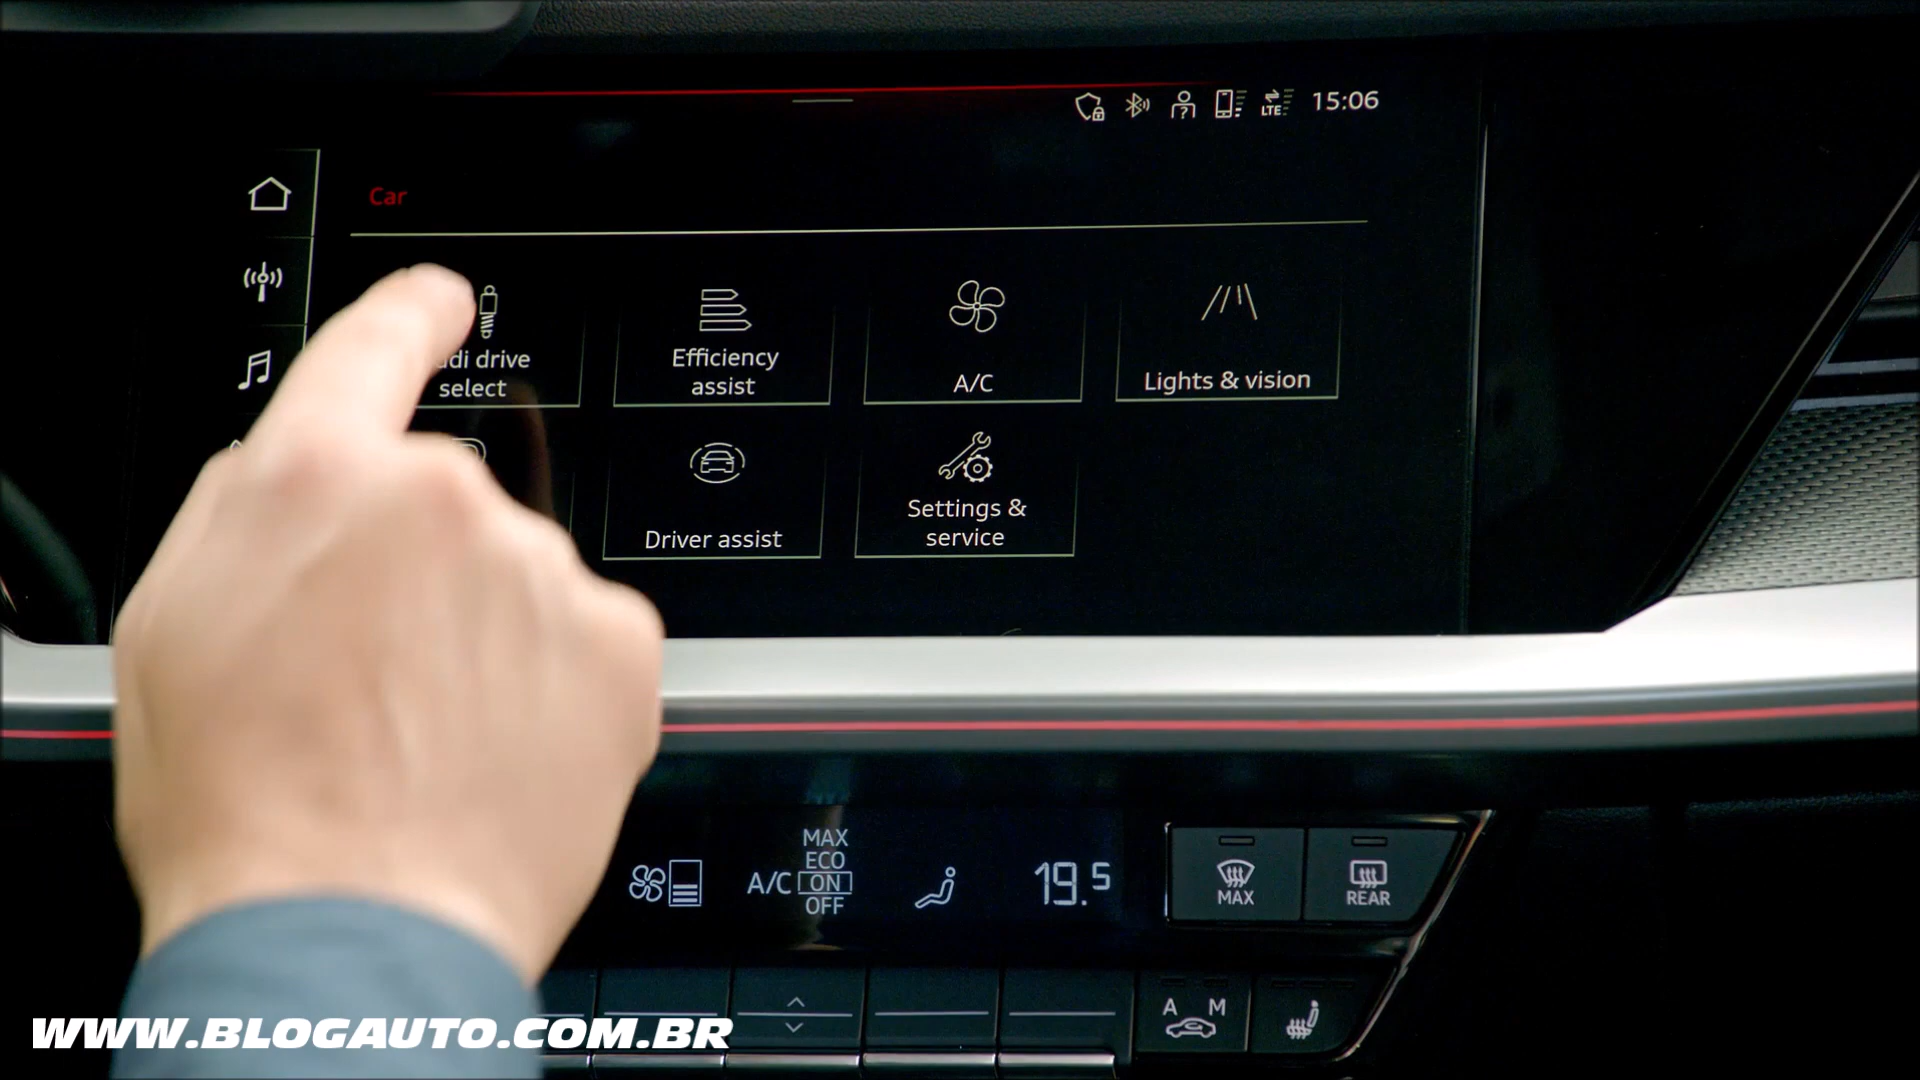 LTE 15:06
Car
drive
select
Efficiency
assist
A/C
Lights & vision
Driver assist
Settings &
service
MAX
ECO
A/C ON
OFF
19.5
MAX
REAR
A M
WWW.BLOGAUTO.COM.BR